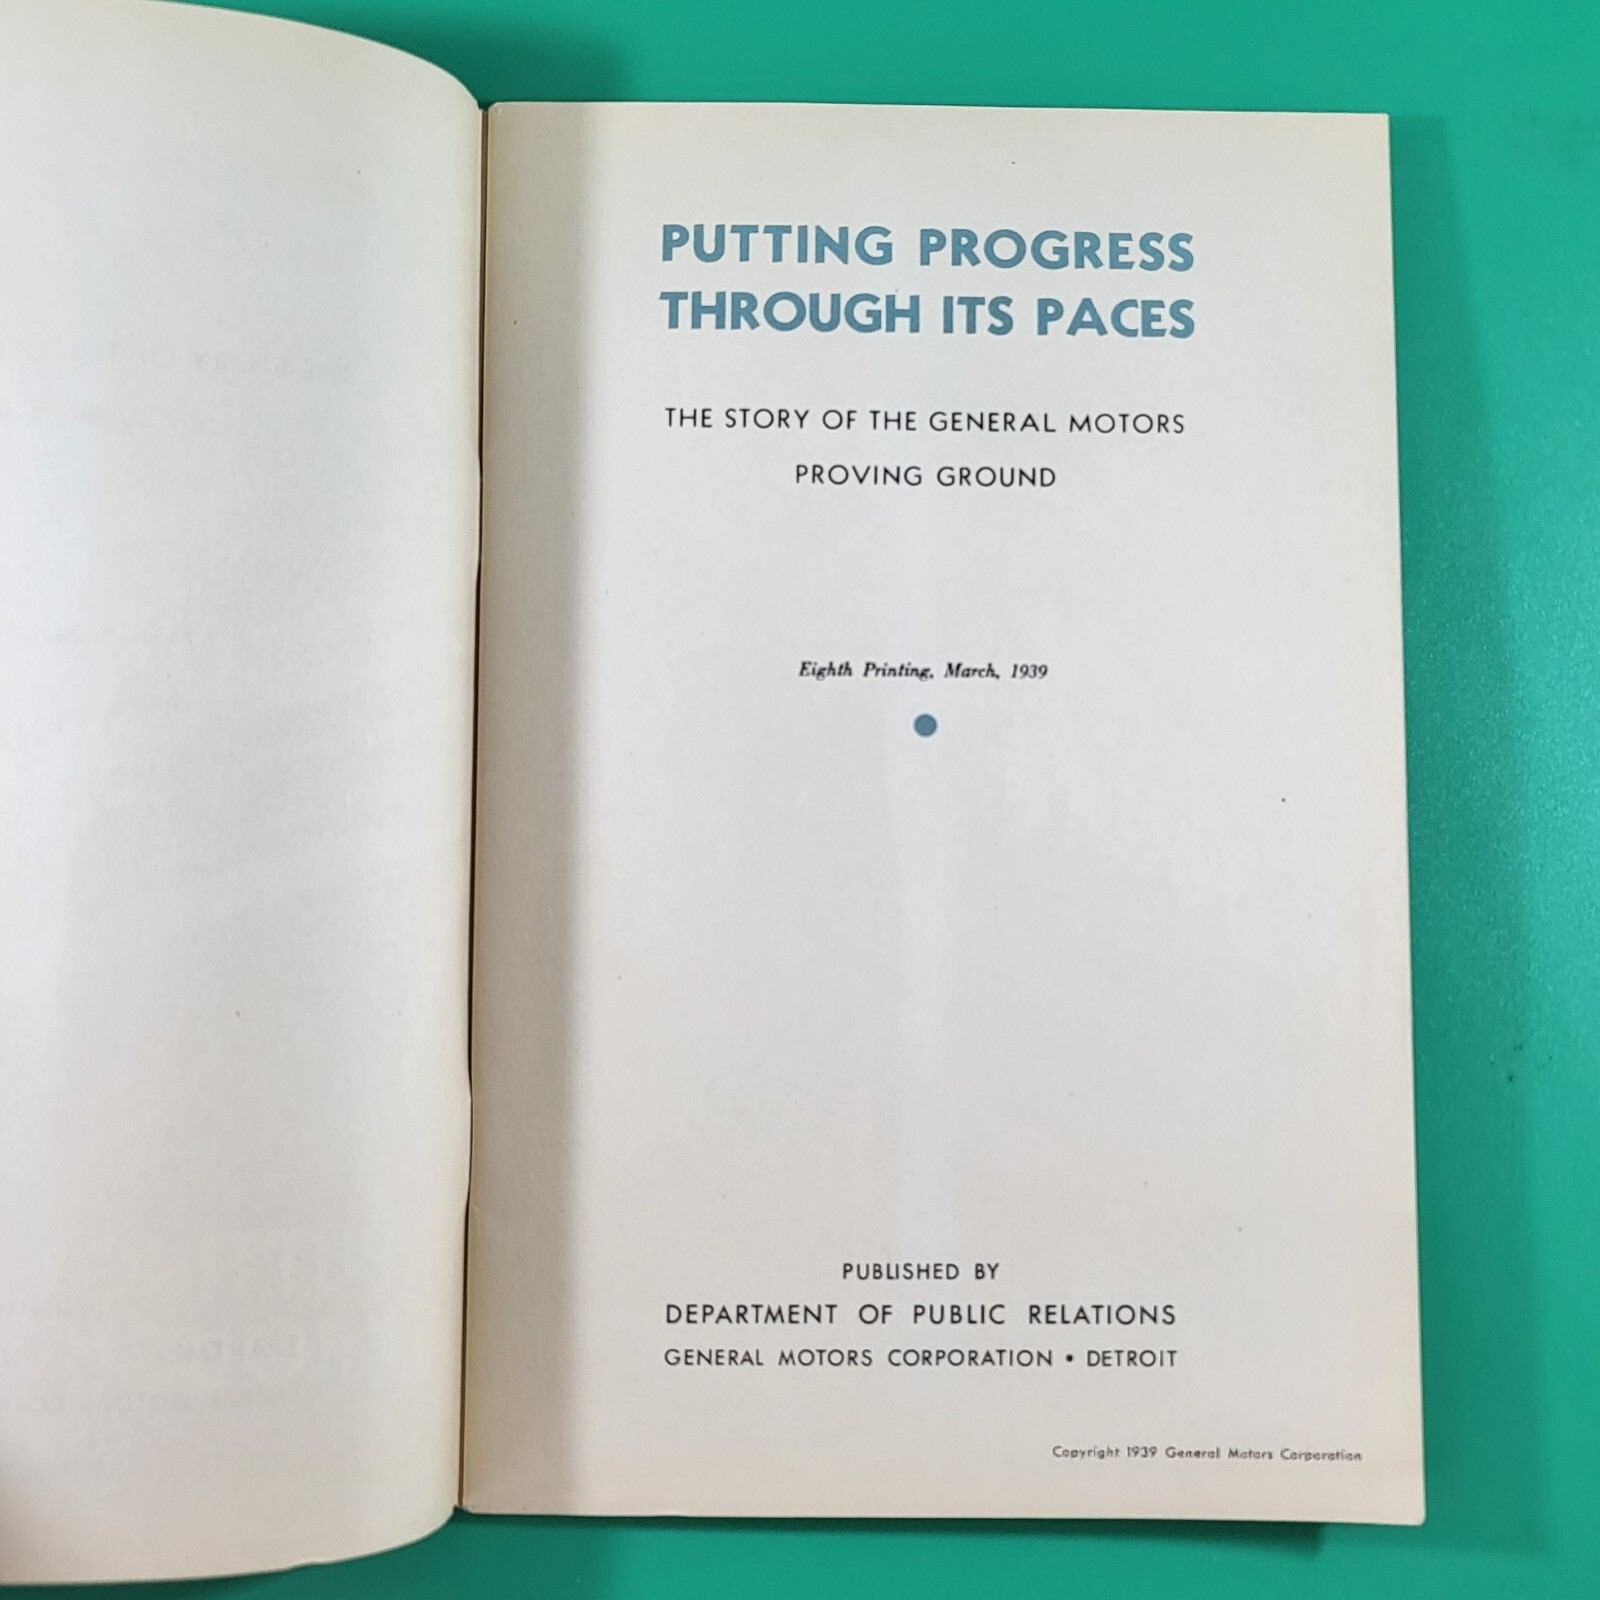 PUTTING PROGRESS
THROUGH ITS PACES
THE STORY OF THE GENERAL MOTORS
PROVING GROUND
Eighth Printing, March, 1939
PUBLISHED BY
DEPARTMENT OF PUBLIC RELATIONS
GENERAL MOTORS CORPORATION • DETROIT
Copyright 1939 General Motors Corporation